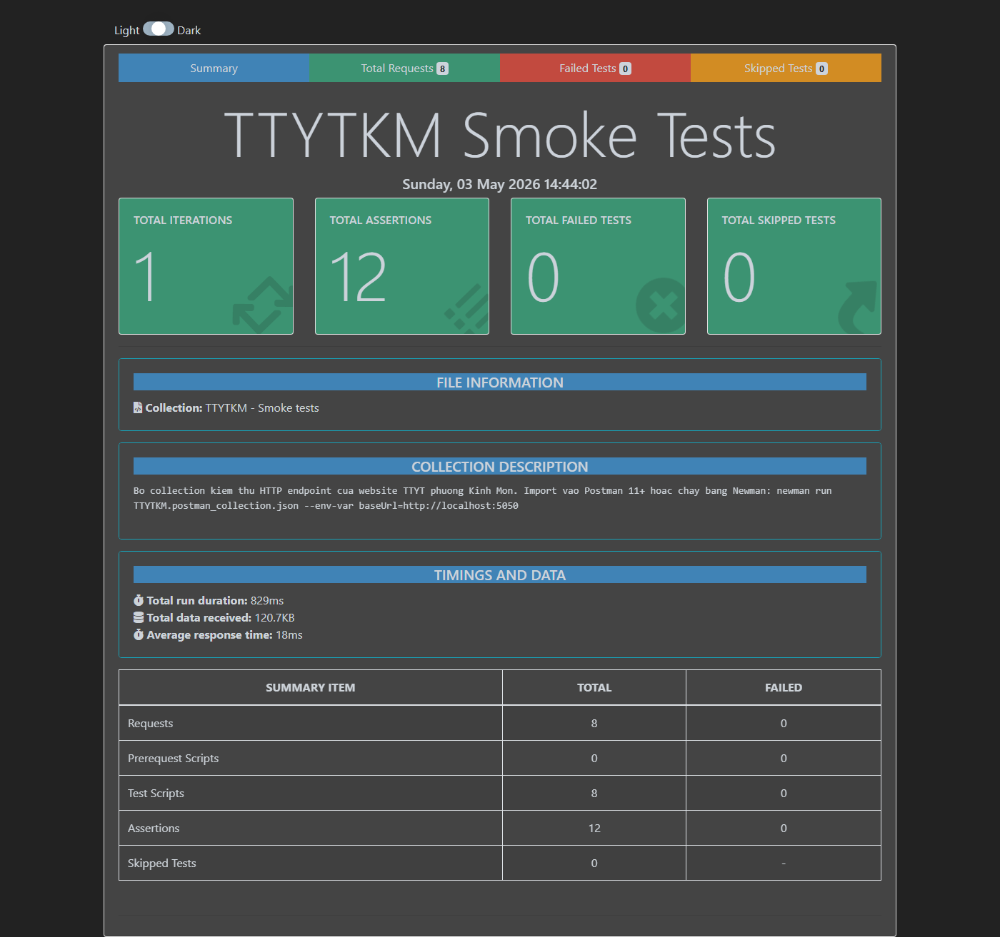 Light Dark
Summary
Total Requests 8
Failed Tests 0
Skipped Tests 0
TTYTKM Smoke Tests
Sunday, 03 May 2026 14:44:02
TOTAL ITERATIONS
1
TOTAL ASSERTIONS
12
TOTAL FAILED TESTS
0
TOTAL SKIPPED TESTS
0
FILE INFORMATION
Collection: TTYTKM - Smoke tests
COLLECTION DESCRIPTION
Bo collection kiem thu HTTP endpoint cua website TTYT phuong Kinh Mon. Import vao Postman 11+ hoac chay bang Newman: newman run
TTYTKM.postman_collection.json --env-var baseUrl=http://localhost:5050
TIMINGS AND DATA
Total run duration: 829ms
Total data received: 120.7KB
Average response time: 18ms
SUMMARY ITEM TOTAL FAILED
Requests 8 0
Prerequest Scripts 0 0
Test Scripts 8 0
Assertions 12 0
Skipped Tests 0 -